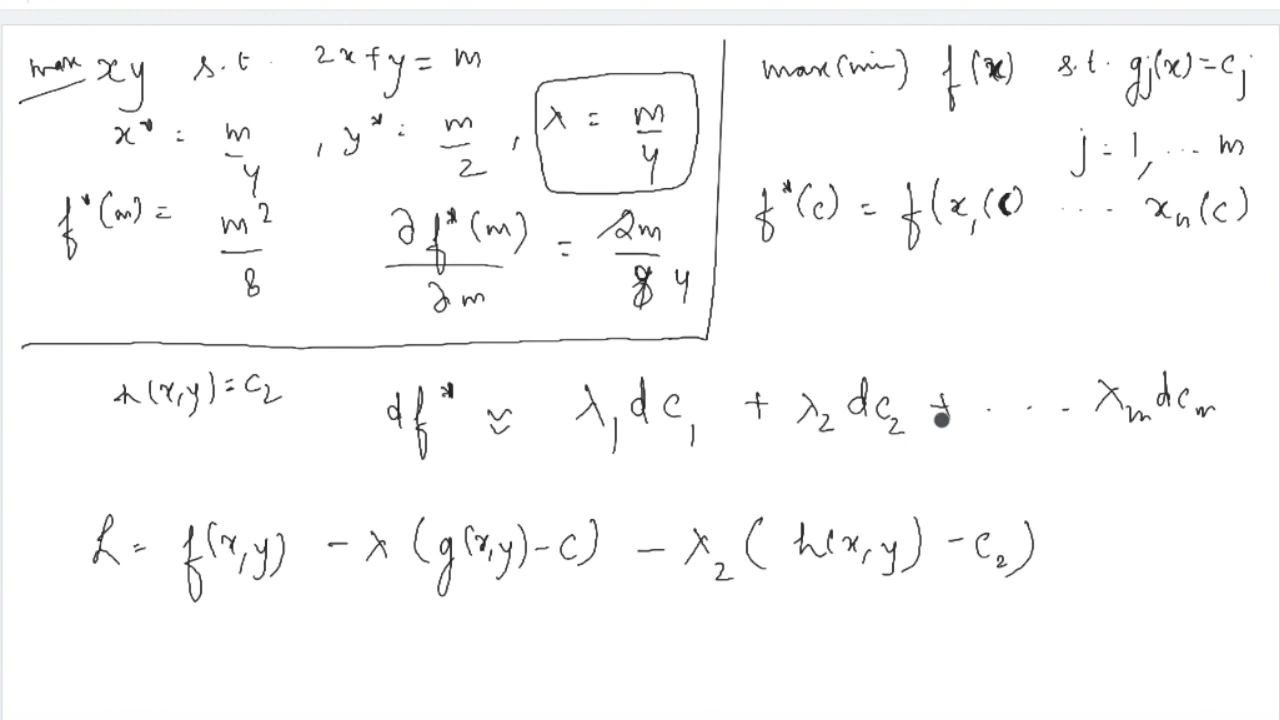 max xy s.t. 2x + y = m
x* = m/4 , y* = m/2 , λ = m/4
f*(m) = m²/8   ∂f*(m)/∂m = 2m/8 4
max(min) f(x) s.t. gj(x) = cj
j = 1, ... m
f*(c) = f(x₁(c) .... xₙ(c)
h(x,y) = c₂
df* ≈ λ₁dc₁ + λ₂dc₂ + .... λₘdcₘ
L = f(x,y) - λ(g(x,y) - c) - λ₂(h(x,y) - c₂)